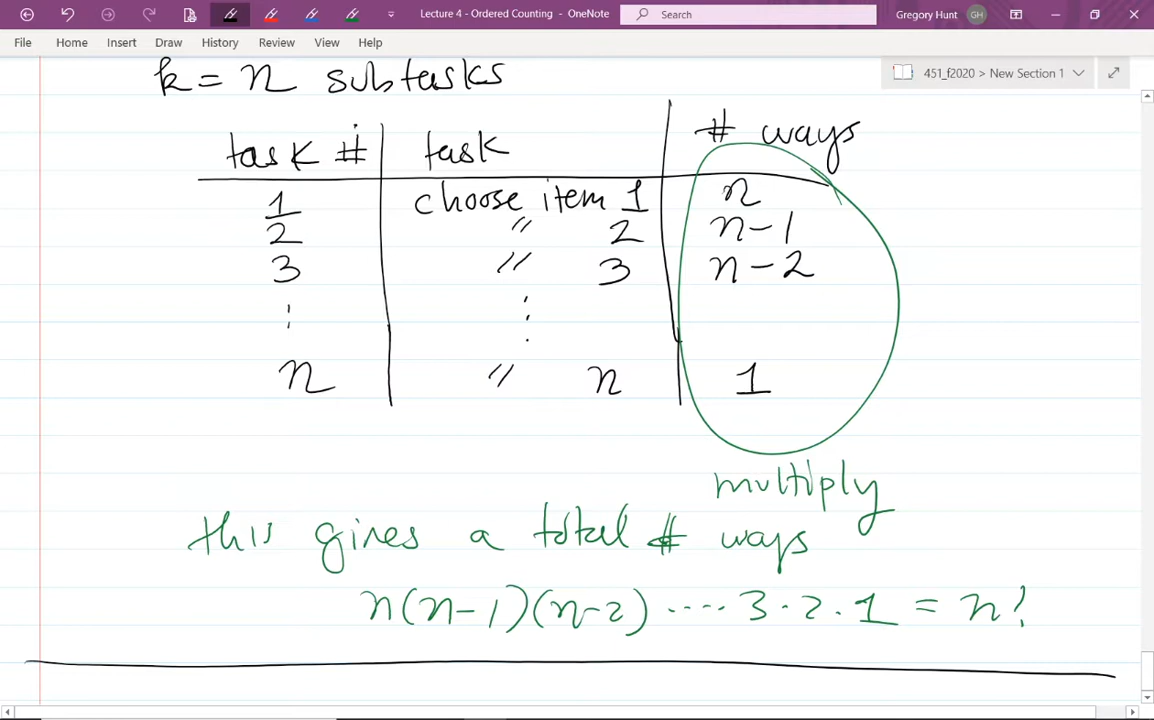 Lecture 4 - Ordered Counting - OneNote
Search
Gregory Hunt
GH
File Home Insert Draw History Review View Help
451_f2020 > New Section 1
k = n subtasks
task # task # ways
1 choose item 1 n
2 〃 2 n-1
3 〃 3 n-2
⋮ ⋮
n 〃 n 1
multiply
this gives a total # ways
n(n-1)(n-2) .... 3 · 2 · 1 = n!